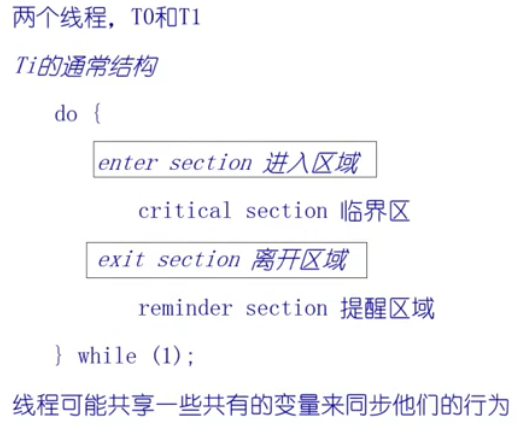 两个线程，T0和T1
Ti的通常结构
do {
enter section 进入区域
critical section 临界区
exit section 离开区域
reminder section 提醒区域
} while (1);
线程可能共享一些共有的变量来同步他们的行为